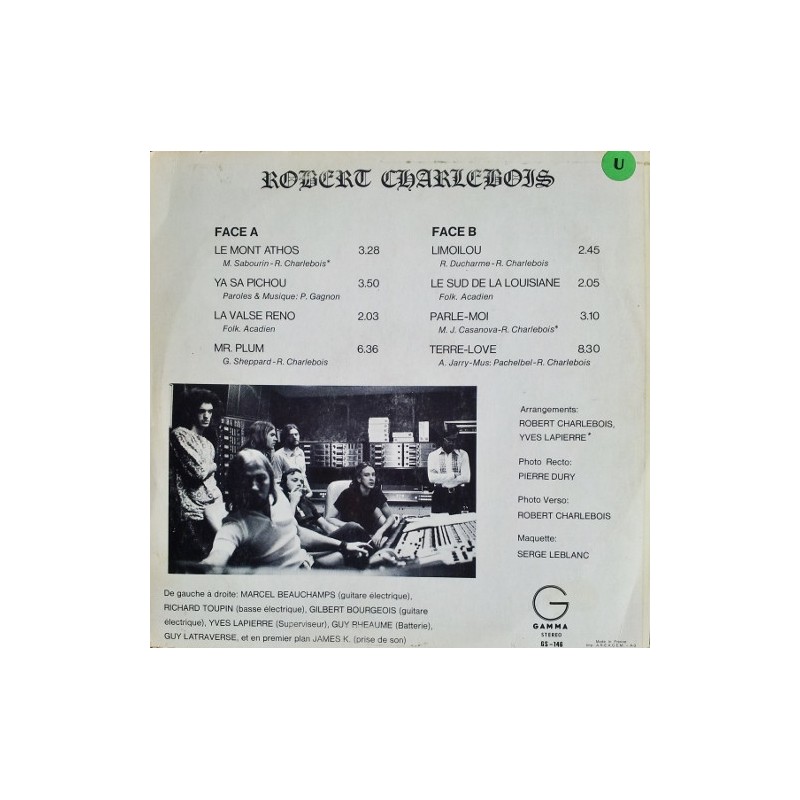 U
ROBERT CHARLEBOIS
FACE A
LE MONT ATHOS 3.28
M. Sabourin-R. Charlebois*
YA SA PICHOU 3.50
Paroles & Musique: P. Gagnon
LA VALSE RENO 2.03
Folk. Acadien
MR. PLUM 6.36
G. Sheppard-R. Charlebois
FACE B
LIMOILOU 2.45
R. Ducharme-R. Charlebois
LE SUD DE LA LOUISIANE 2.05
Folk. Acadien
PARLE-MOI 3.10
M. J. Casanova-R. Charlebois*
TERRE-LOVE 8.30
A. Jarry-Mus: Pachelbel-R. Charlebois
Arrangements:
ROBERT CHARLEBOIS,
YVES LAPIERRE*
Photo Recto:
PIERRE DURY
Photo Verso:
ROBERT CHARLEBOIS
Maquette:
SERGE LEBLANC
De gauche à droite: MARCEL BEAUCHAMPS (guitare électrique),
RICHARD TOUPIN (basse électrique), GILBERT BOURGEOIS (guitare
électrique), YVES LAPIERRE (Superviseur), GUY RHEAUME (Batterie),
GUY LATRAVERSE, et en premier plan JAMES K. (prise de son)
G
GAMMA
STEREO
GS-146
Made in France